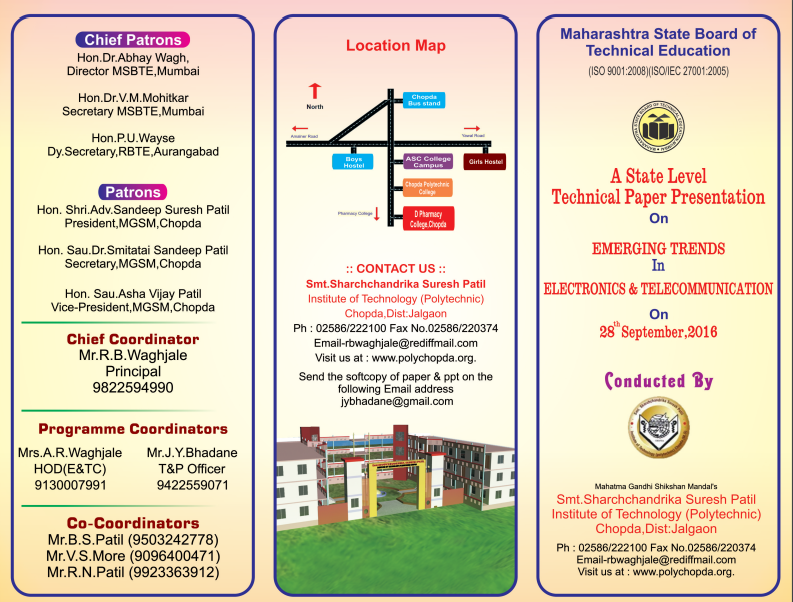 Chief Patrons
Hon.Dr.Abhay Wagh,
Director MSBTE,Mumbai
Hon.Dr.V.M.Mohitkar
Secretary MSBTE,Mumbai
Hon.P.U.Wayse
Dy.Secretary,RBTE,Aurangabad
Patrons
Hon. Shri.Adv.Sandeep Suresh Patil
President,MGSM,Chopda
Hon. Sau.Dr.Smitatai Sandeep Patil
Secretary,MGSM,Chopda
Hon. Sau.Asha Vijay Patil
Vice-President,MGSM,Chopda
Chief Coordinator
Mr.R.B.Waghjale
Principal
9822594990
Programme Coordinators
Mrs.A.R.Waghjale Mr.J.Y.Bhadane
HOD(E&TC) T&P Officer
9130007991 9422559071
Co-Coordinators
Mr.B.S.Patil (9503242778)
Mr.V.S.More (9096400471)
Mr.R.N.Patil (9923363912)
Location Map
North
Chopda
Bus stand
Amalner Road
Yawal Road
Boys
Hostel
ASC College
Campus
Girls Hostel
Chopda Polytechnic
College
Pharmacy College
D Pharmacy
College,Chopda
:: CONTACT US ::
Smt.Sharchchandrika Suresh Patil
Institute of Technology (Polytechnic)
Chopda,Dist:Jalgaon
Ph : 02586/222100 Fax No.02586/220374
Email-rbwaghjale@rediffmail.com
Visit us at : www.polychopda.org.
Send the softcopy of paper & ppt on the
following Email address
jybhadane@gmail.com
Maharashtra State Board of
Technical Education
(ISO 9001:2008)(ISO/IEC 27001:2005)
A State Level
Technical Paper Presentation
On
EMERGING TRENDS
In
ELECTRONICS & TELECOMMUNICATION
On
28th September,2016
Conducted By
Mahatma Gandhi Shikshan Mandal's
Smt.Sharchchandrika Suresh Patil
Institute of Technology (Polytechnic)
Chopda,Dist:Jalgaon
Ph : 02586/222100 Fax No.02586/220374
Email-rbwaghjale@rediffmail.com
Visit us at : www.polychopda.org.